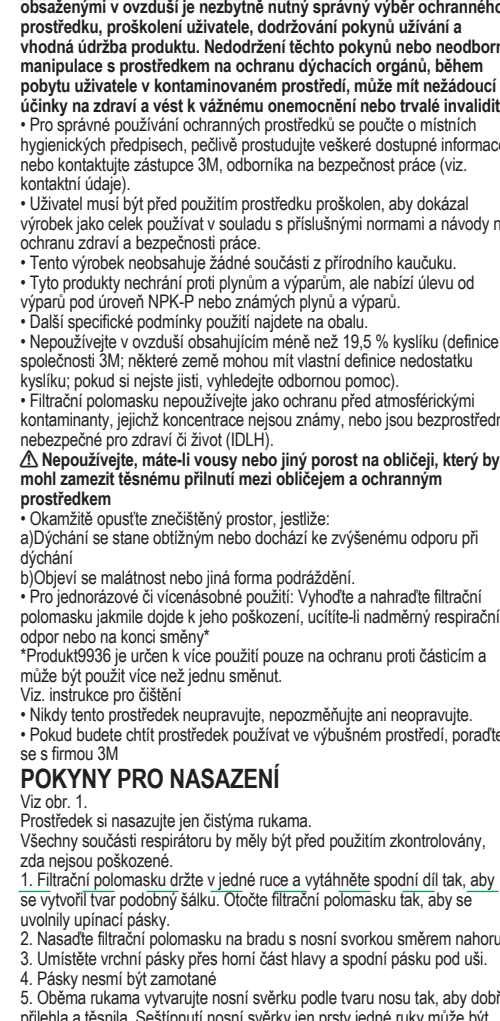 obsaženými v ovzduší je nezbytně nutný správný výběr ochranného
prostředku, proškolení uživatele, dodržování pokynů užívání a
vhodná údržba produktu. Nedodržení těchto pokynů nebo neodborn
manipulace s prostředkem na ochranu dýchacích orgánů, během
pobytu uživatele v kontaminovaném prostředí, může mít nežádoucí
účinky na zdraví a vést k vážnému onemocnění nebo trvalé invalidit
• Pro správné používání ochranných prostředků se poučte o místních
hygienických předpisech, pečlivě prostudujte veškeré dostupné informac
nebo kontaktujte zástupce 3M, odborníka na bezpečnost práce (viz.
kontaktní údaje).
• Uživatel musí být před použitím prostředku proškolen, aby dokázal
výrobek jako celek používat v souladu s příslušnými normami a návody n
ochranu zdraví a bezpečnosti práce.
• Tento výrobek neobsahuje žádné součásti z přírodního kaučuku.
• Tyto produkty nechrání proti plynům a výparům, ale nabízí úlevu od
výparů pod úroveň NPK-P nebo známých plynů a výparů.
• Další specifické podmínky použití najdete na obalu.
• Nepoužívejte v ovzduší obsahujícím méně než 19,5 % kyslíku (definice
společnosti 3M; některé země mohou mít vlastní definice nedostatku
kyslíku; pokud si nejste jisti, vyhledejte odbornou pomoc).
• Filtrační polomasku nepoužívejte jako ochranu před atmosférickými
kontaminanty, jejichž koncentrace nejsou známy, nebo jsou bezprostředn
nebezpečné pro zdraví či život (IDLH).
⚠ Nepoužívejte, máte-li vousy nebo jiný porost na obličeji, který by
mohl zamezit těsnému přilnutí mezi obličejem a ochranným
prostředkem
• Okamžitě opusťte znečištěný prostor, jestliže:
a)Dýchání se stane obtížným nebo dochází ke zvýšenému odporu při
dýchání
b)Objeví se malátnost nebo jiná forma podráždění.
• Pro jednorázové či vícenásobné použití: Vyhoďte a nahraďte filtrační
polomasku jakmile dojde k jeho poškození, ucítíte-li nadměrný respirační
odpor nebo na konci směny*
*Produkt9936 je určen k více použití pouze na ochranu proti částicím a
může být použit více než jednu směnut.
Viz. instrukce pro čištění
• Nikdy tento prostředek neupravujte, nepozměňujte ani neopravujte.
• Pokud budete chtít prostředek používat ve výbušném prostředí, poraďte
se s firmou 3M
POKYNY PRO NASAZENÍ
Viz obr. 1.
Prostředek si nasazujte jen čistýma rukama.
Všechny součásti respirátoru by měly být před použitím zkontrolovány,
zda nejsou poškozené.
1. Filtrační polomasku držte v jedné ruce a vytáhněte spodní díl tak, aby
se vytvořil tvar podobný šálku. Otočte filtrační polomasku tak, aby se
uvolnily upínací pásky.
2. Nasaďte filtrační polomasku na bradu s nosní svorkou směrem nahoru
3. Umístěte vrchní pásky přes horní část hlavy a spodní pásku pod uši.
4. Pásky nesmí být zamotané
5. Oběma rukama vytvarujte nosní svěrku podle tvaru nosu tak, aby dobř
přilehla a těsnila. Seštípnutí nosní svěrky jen prsty jedné ruky může být